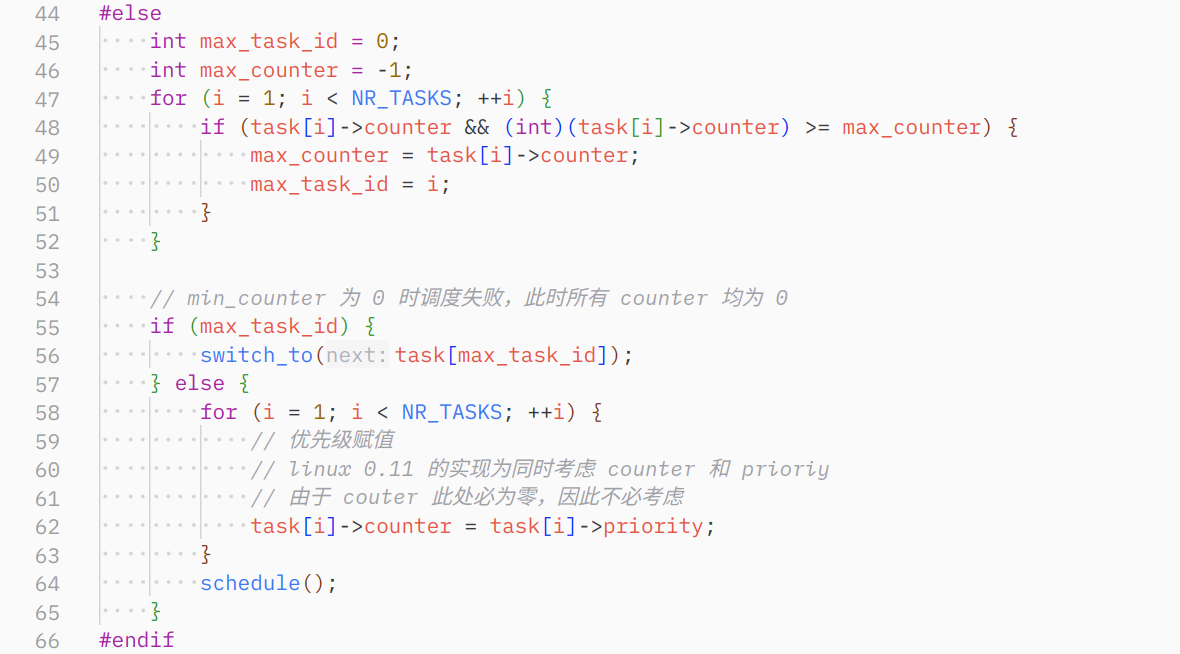 44 #else
45     int max_task_id = 0;
46     int max_counter = -1;
47     for (i = 1; i < NR_TASKS; ++i) {
48         if (task[i]->counter && (int)(task[i]->counter) >= max_counter) {
49             max_counter = task[i]->counter;
50             max_task_id = i;
51         }
52     }
53
54     // min_counter 为 0 时调度失败，此时所有 counter 均为 0
55     if (max_task_id) {
56         switch_to(next: task[max_task_id]);
57     } else {
58         for (i = 1; i < NR_TASKS; ++i) {
59             // 优先级赋值
60             // linux 0.11 的实现为同时考虑 counter 和 prioriy
61             // 由于 couter 此处必为零，因此不必考虑
62             task[i]->counter = task[i]->priority;
63         }
64         schedule();
65     }
66 #endif